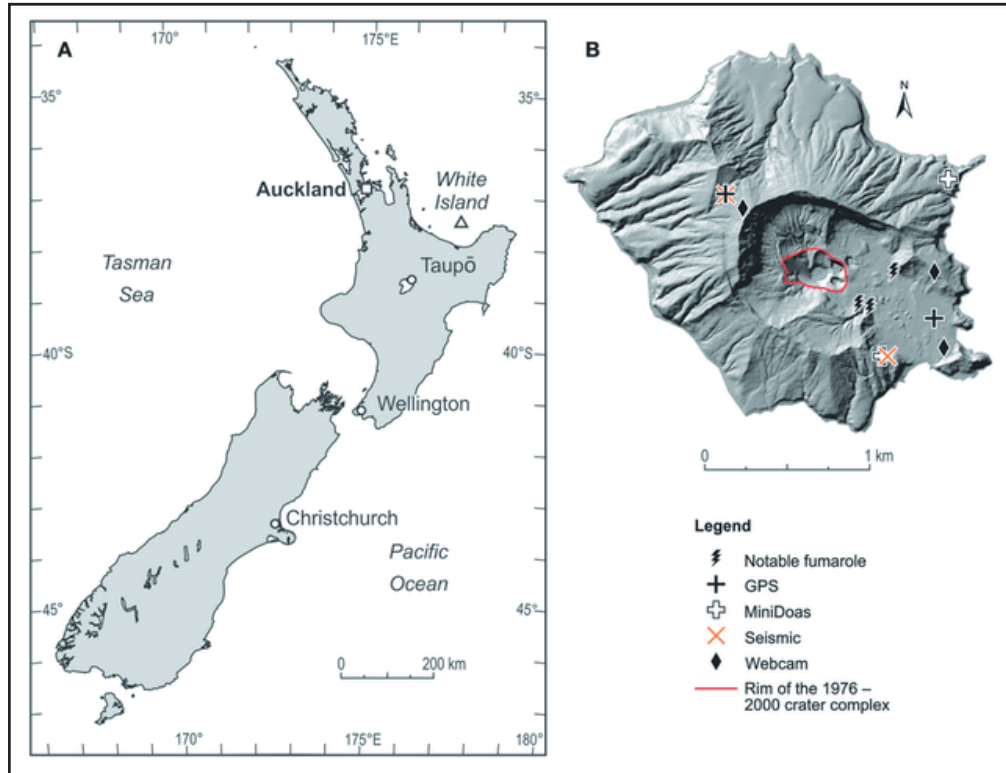 A
170°
175°E
35°
35°
Auckland
White
Island
Tasman
Sea
Taupō
40°S
40°S
Wellington
Christchurch
Pacific
Ocean
45°
45°
0
200 km
170°
175°E
180°
B
N
0
1 km
Legend
Notable fumarole
GPS
MiniDoas
Seismic
Webcam
Rim of the 1976 –
2000 crater complex